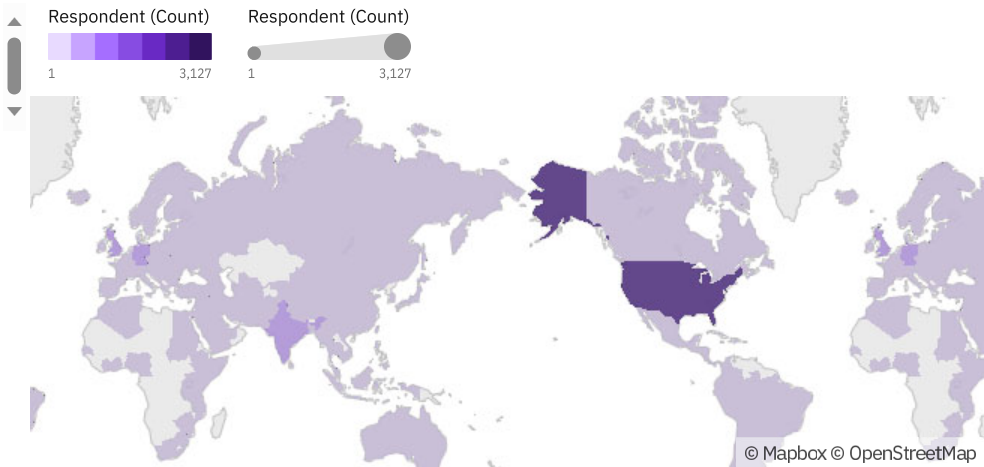 Respondent (Count)
1
3,127
Respondent (Count)
1
3,127
© Mapbox © OpenStreetMap